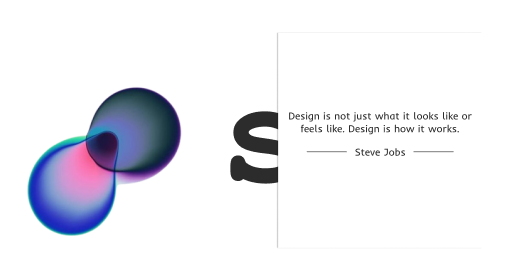 S
Design is not just what it looks like or
feels like. Design is how it works.
Steve Jobs